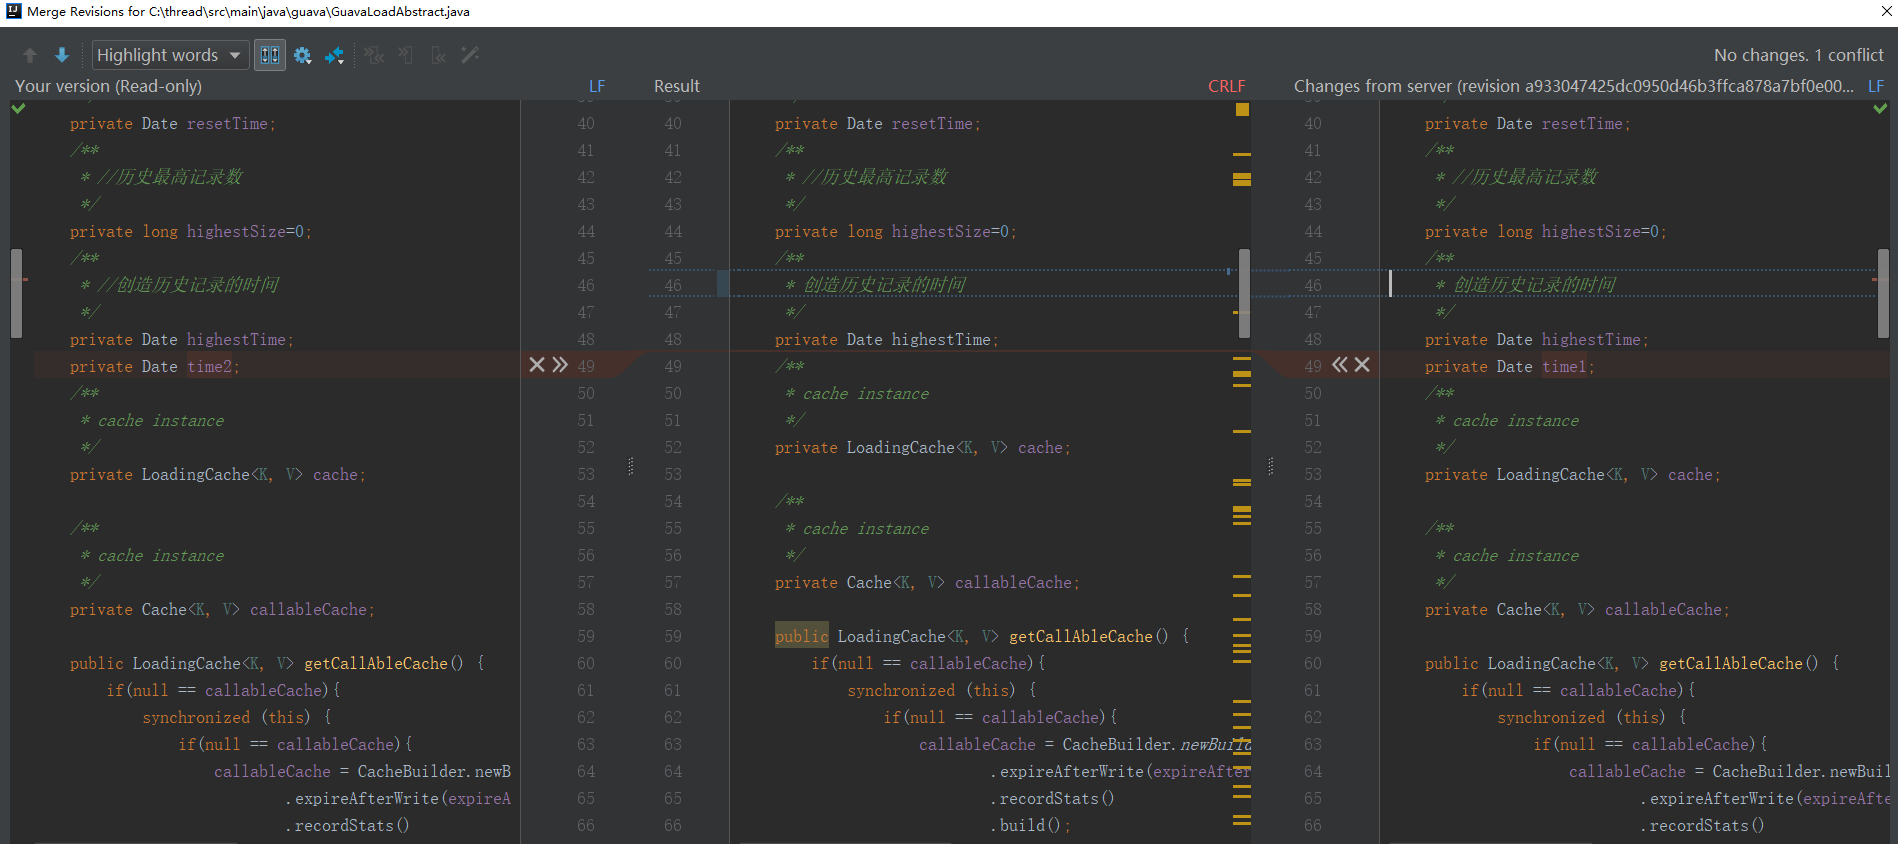 Merge Revisions for C:\thread\src\main\java\guava\GuavaLoadAbstract.java
Highlight words
No changes. 1 conflict
Your version (Read-only) LF
Result CRLF
Changes from server (revision a933047425dc0950d46b3ffca878a7bf0e00... LF
private Date resetTime; 40
/** 41
* //历史最高记录数 42
*/ 43
private long highestSize=0; 44
/** 45
* //创造历史记录的时间 46
*/ 47
private Date highestTime; 48
private Date time2; 49
/** 50
* cache instance 51
*/ 52
private LoadingCache<K, V> cache; 53
54
/** 55
* cache instance 56
*/ 57
private Cache<K, V> callableCache; 58
59
public LoadingCache<K, V> getCallAbleCache() { 60
if(null == callableCache){ 61
synchronized (this) { 62
if(null == callableCache){ 63
callableCache = CacheBuilder.newB 64
.expireAfterWrite(expireA 65
.recordStats() 66
40 private Date resetTime;
41 /**
42 * //历史最高记录数
43 */
44 private long highestSize=0;
45 /**
46 * 创造历史记录的时间
47 */
48 private Date highestTime;
49 /**
50 * cache instance
51 */
52 private LoadingCache<K, V> cache;
53
54 /**
55 * cache instance
56 */
57 private Cache<K, V> callableCache;
58
59 public LoadingCache<K, V> getCallAbleCache() {
60 if(null == callableCache){
61 synchronized (this) {
62 if(null == callableCache){
63 callableCache = CacheBuilder.newBuild
64 .expireAfterWrite(expireAfter
65 .recordStats()
66 .build();
40 private Date resetTime;
41 /**
42 * //历史最高记录数
43 */
44 private long highestSize=0;
45 /**
46 * 创造历史记录的时间
47 */
48 private Date highestTime;
49 private Date time1;
50 /**
51 * cache instance
52 */
53 private LoadingCache<K, V> cache;
54
55 /**
56 * cache instance
57 */
58 private Cache<K, V> callableCache;
59
60 public LoadingCache<K, V> getCallAbleCache() {
61 if(null == callableCache){
62 synchronized (this) {
63 if(null == callableCache){
64 callableCache = CacheBuilder.newBuil
65 .expireAfterWrite(expireAfte
66 .recordStats()